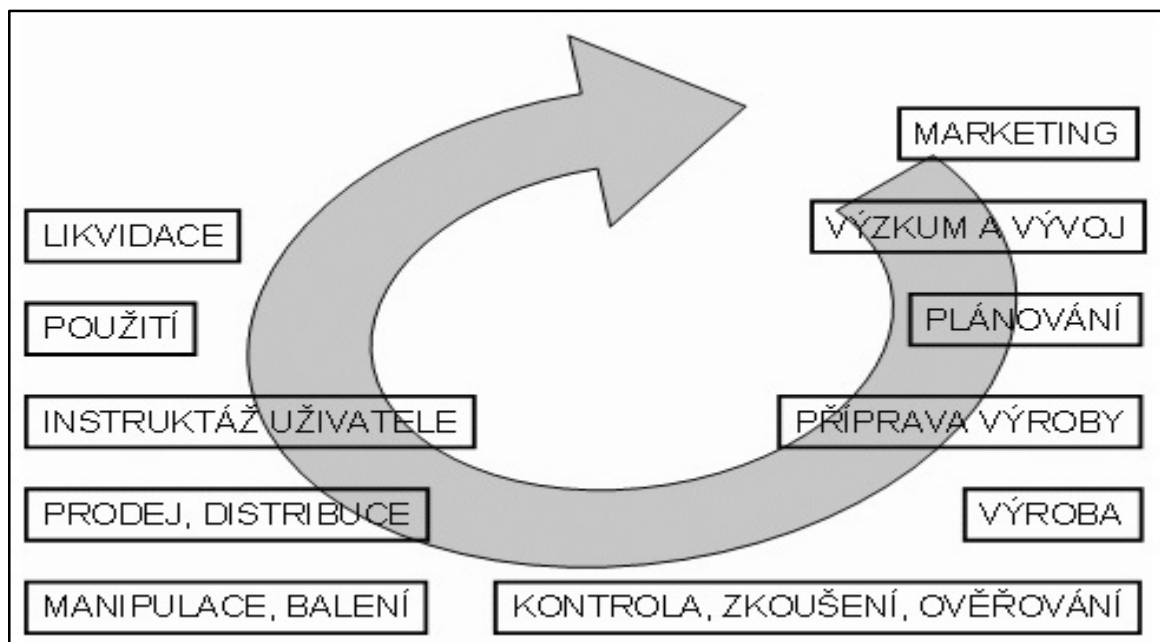 MARKETING
LIKVIDACE
VÝZKUM A VÝVOJ
POUŽITÍ
PLÁNOVÁNÍ
INSTRUKTÁŽ UŽIVATELE
PŘÍPRAVA VÝROBY
PRODEJ, DISTRIBUCE
VÝROBA
MANIPULACE, BALENÍ
KONTROLA, ZKOUŠENÍ, OVĚŘOVÁNÍ